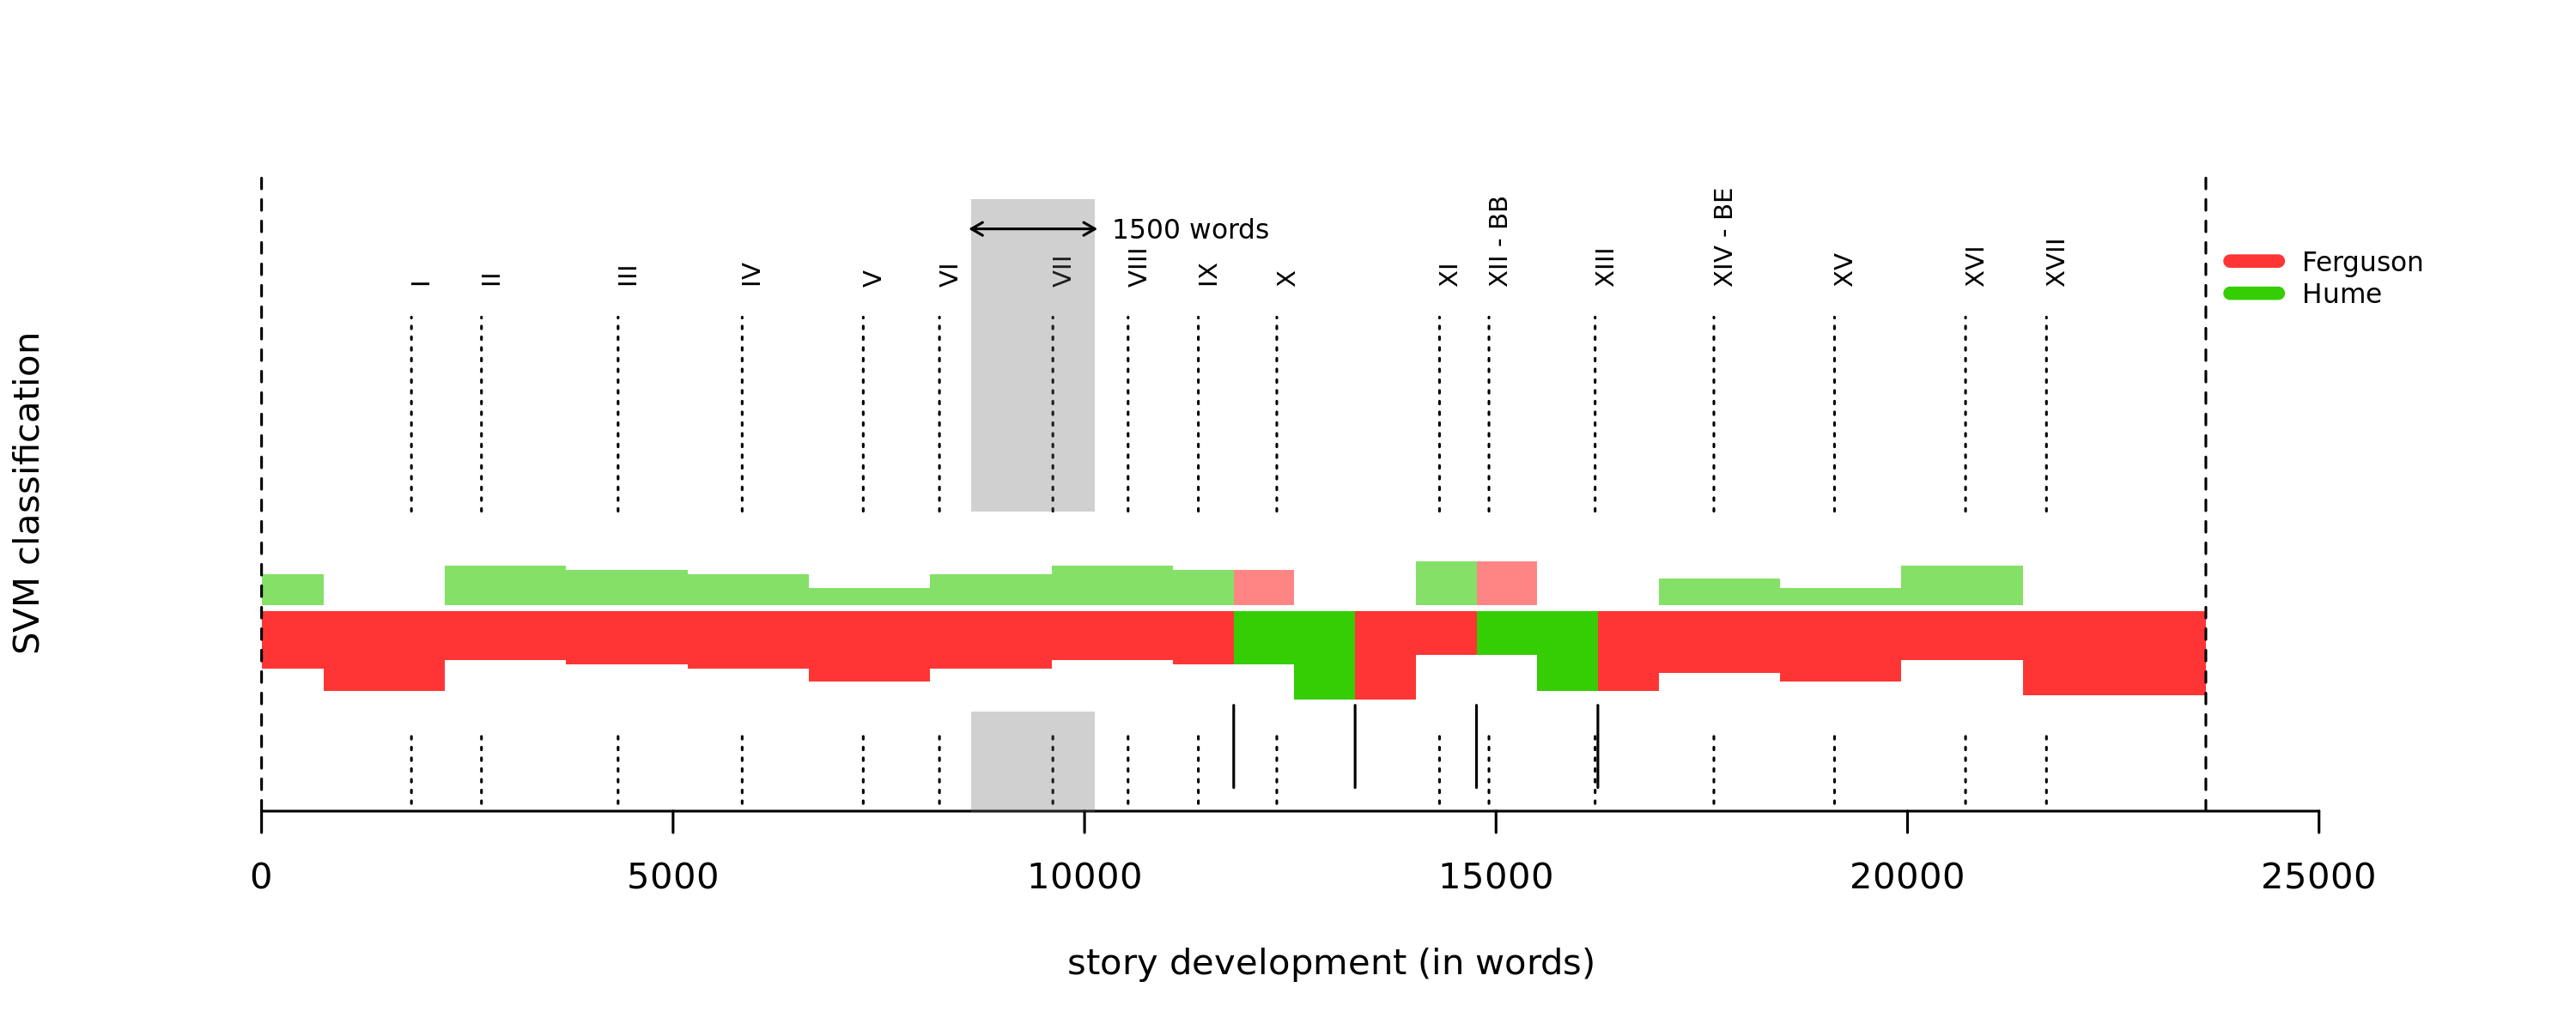 1500 words
I
II
III
IV
V
VI
VII
VIII
IX
X
XI
XII - BB
XIII
XIV - BE
XV
XVI
XVII
Ferguson
Hume
SVM classification
0
5000
10000
15000
20000
25000
story development (in words)